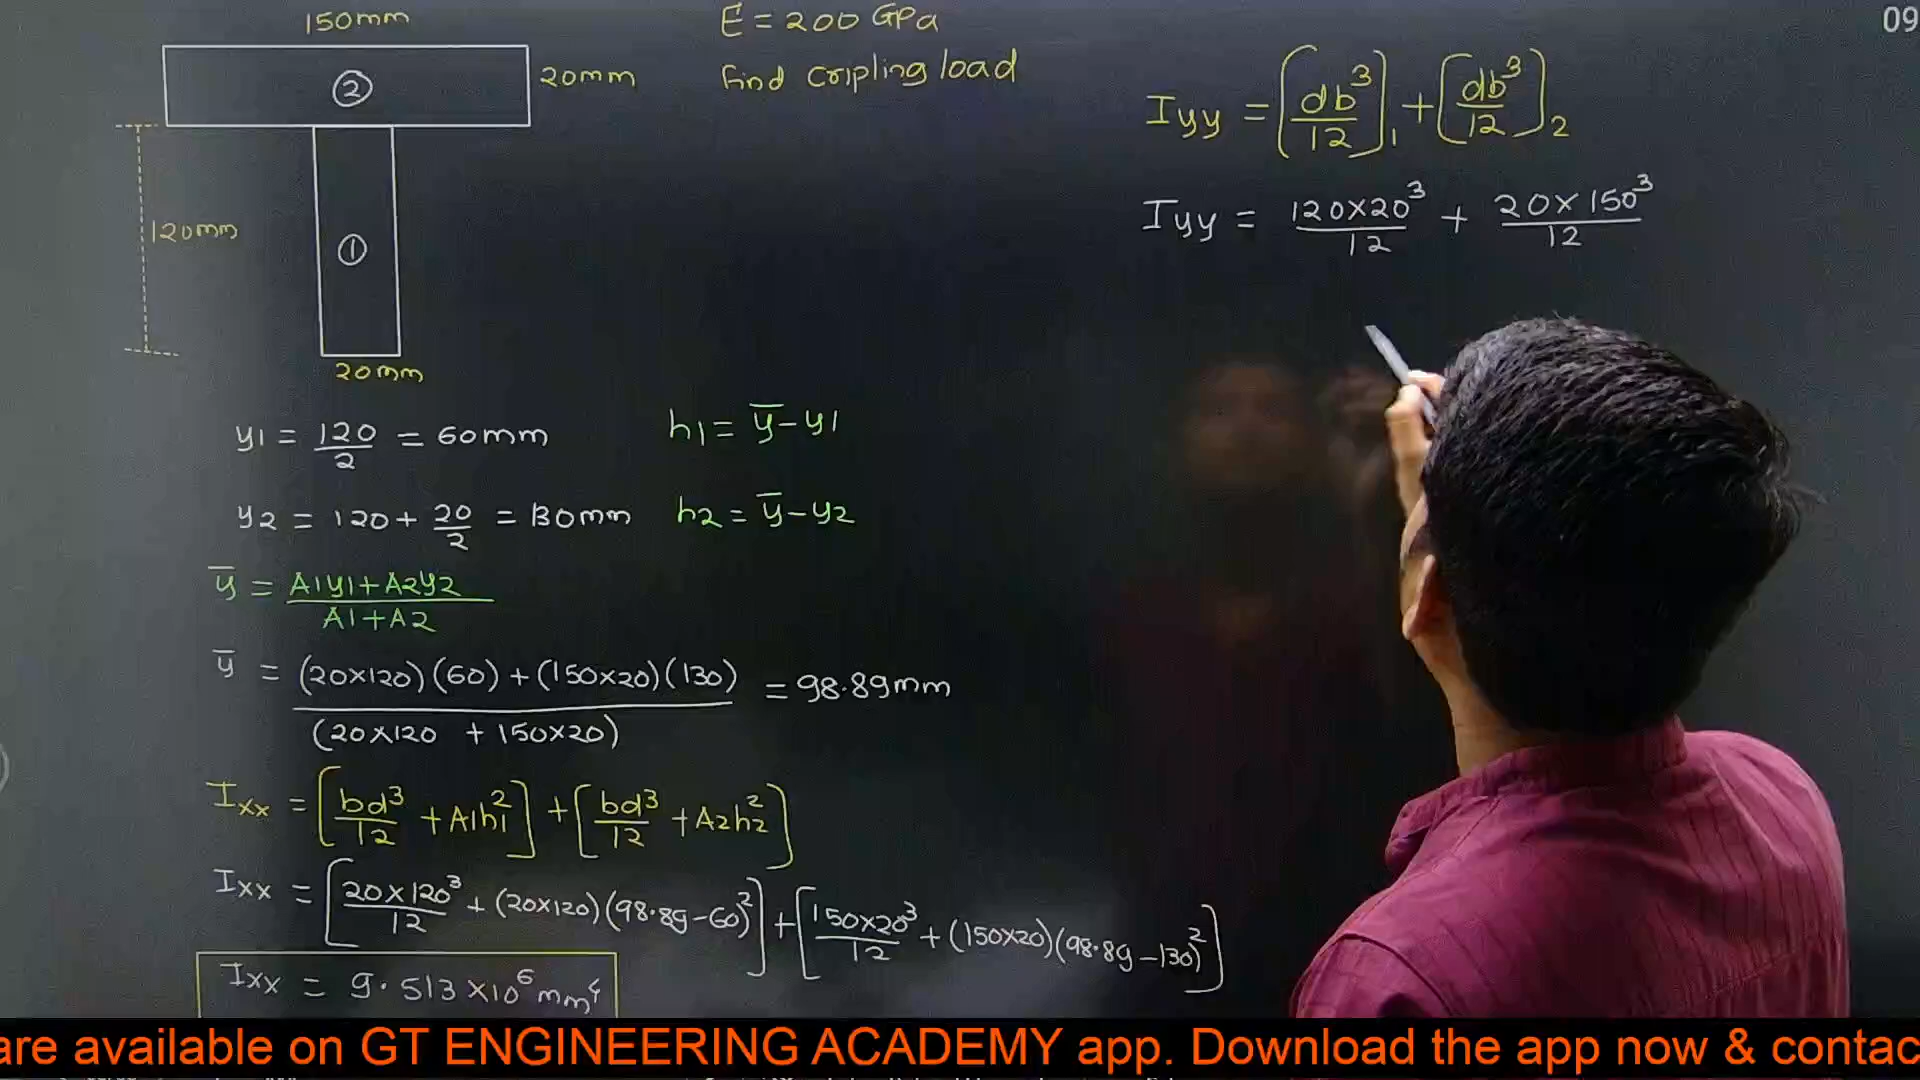 150mm
E = 200 GPa
09
20mm
Find cripling load
②
Iyy = [db³/12]1 + [db³/12]2
Iyy = 120×20³/12 + 20×150³/12
120mm
①
20mm
y1 = 120/2 = 60mm
h1 = y̅ - y1
y2 = 120 + 20/2 = 130mm
h2 = y̅ - y2
y̅ = A1y1+A2y2/A1+A2
y̅ = (20×120)(60)+(150×20)(130)/(20×120 + 150×20) = 98.89mm
Ixx = [bd³/12 + A1h1²] + [bd³/12 + A2h2²]
Ixx = [20×120³/12 + (20×120)(98.89-60)²] + [150×20³/12 + (150×20)(98.89-130)²]
Ixx = 9.513×10⁶mm⁴
are available on GT ENGINEERING ACADEMY app. Download the app now & contac